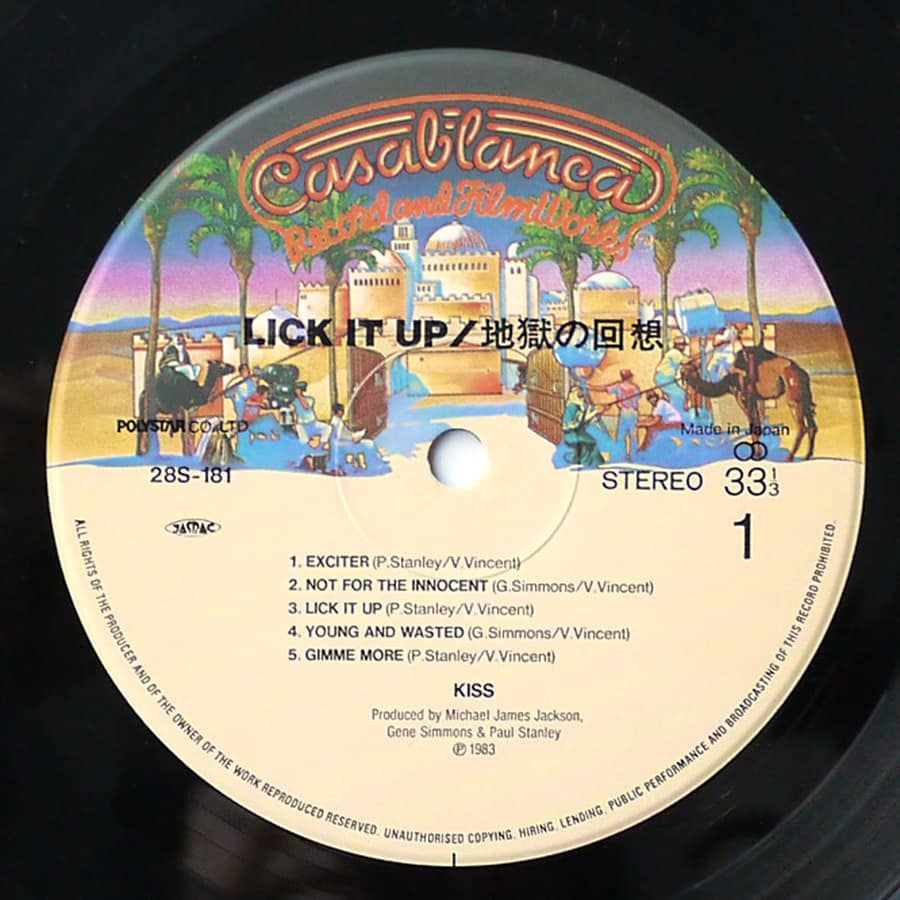 Casablanca
Record and FilmWorks
LICK IT UP/地獄の回想
POLYSTAR CO., LTD.
Made in Japan
28S-181
STEREO 33 1/3
JASRAC
1
1. EXCITER (P.Stanley/V.Vincent)
2. NOT FOR THE INNOCENT (G.Simmons/V.Vincent)
3. LICK IT UP (P.Stanley/V.Vincent)
4. YOUNG AND WASTED (G.Simmons/V.Vincent)
5. GIMME MORE (P.Stanley/V.Vincent)
KISS
Produced by Michael James Jackson,
Gene Simmons & Paul Stanley
Ⓟ 1983
ALL RIGHTS OF THE PRODUCER AND OF THE OWNER OF THE WORK REPRODUCED RESERVED. UNAUTHORISED COPYING, HIRING, LENDING, PUBLIC PERFORMANCE AND BROADCASTING OF THIS RECORD PROHIBITED.